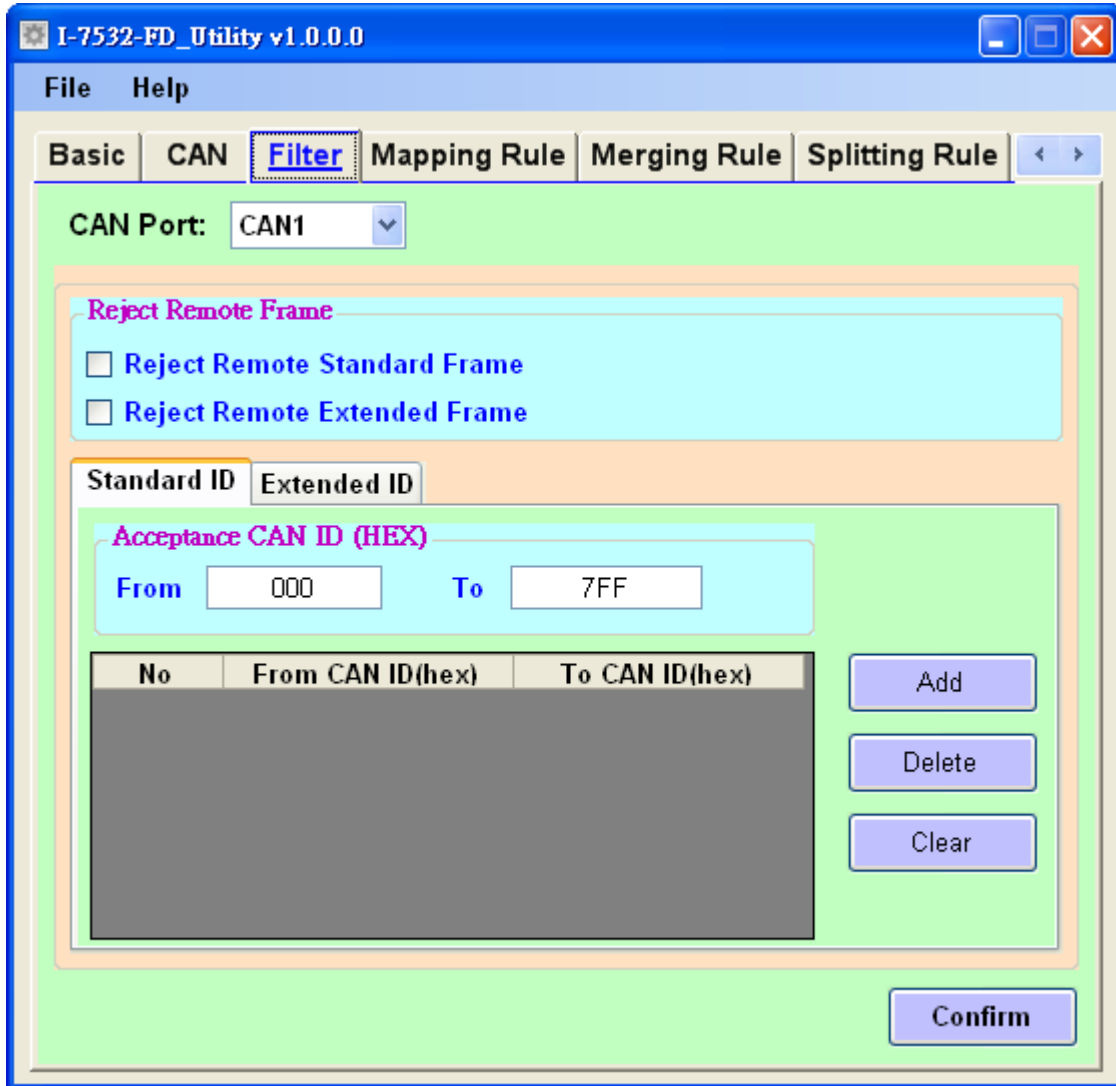 I-7532-FD_Utility v1.0.0.0
File Help
Basic CAN Filter Mapping Rule Merging Rule Splitting Rule
CAN Port: CAN1
Reject Remote Frame
Reject Remote Standard Frame
Reject Remote Extended Frame
Standard ID Extended ID
Acceptance CAN ID (HEX)
From 000 To 7FF
No From CAN ID(hex) To CAN ID(hex)
Add
Delete
Clear
Confirm